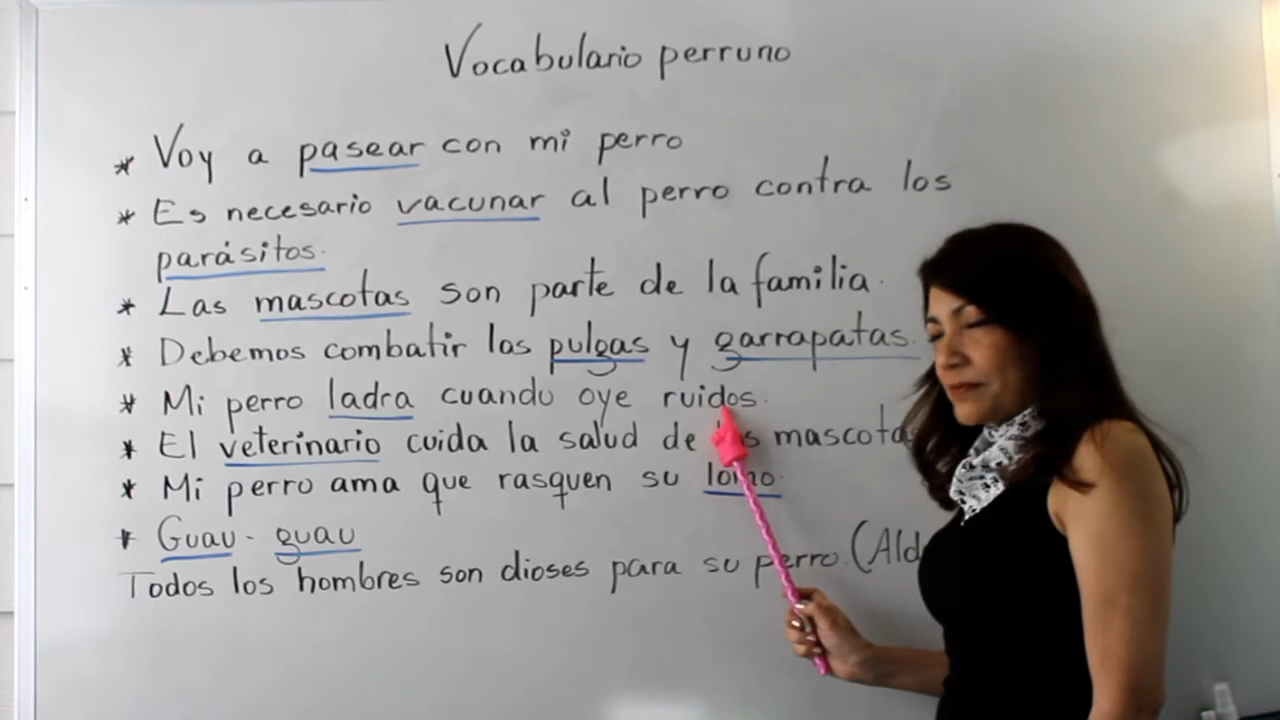 Vocabulario perruno
* Voy a pasear con mi perro
* Es necesario vacunar al perro contra los
parásitos.
* Las mascotas son parte de la familia.
* Debemos combatir las pulgas y garrapatas.
* Mi perro ladra cuando oye ruidos.
* El veterinario cuida la salud de las mascotas
* Mi perro ama que rasquen su lomo.
* Guau - guau
Todos los hombres son dioses para su perro. (Ald